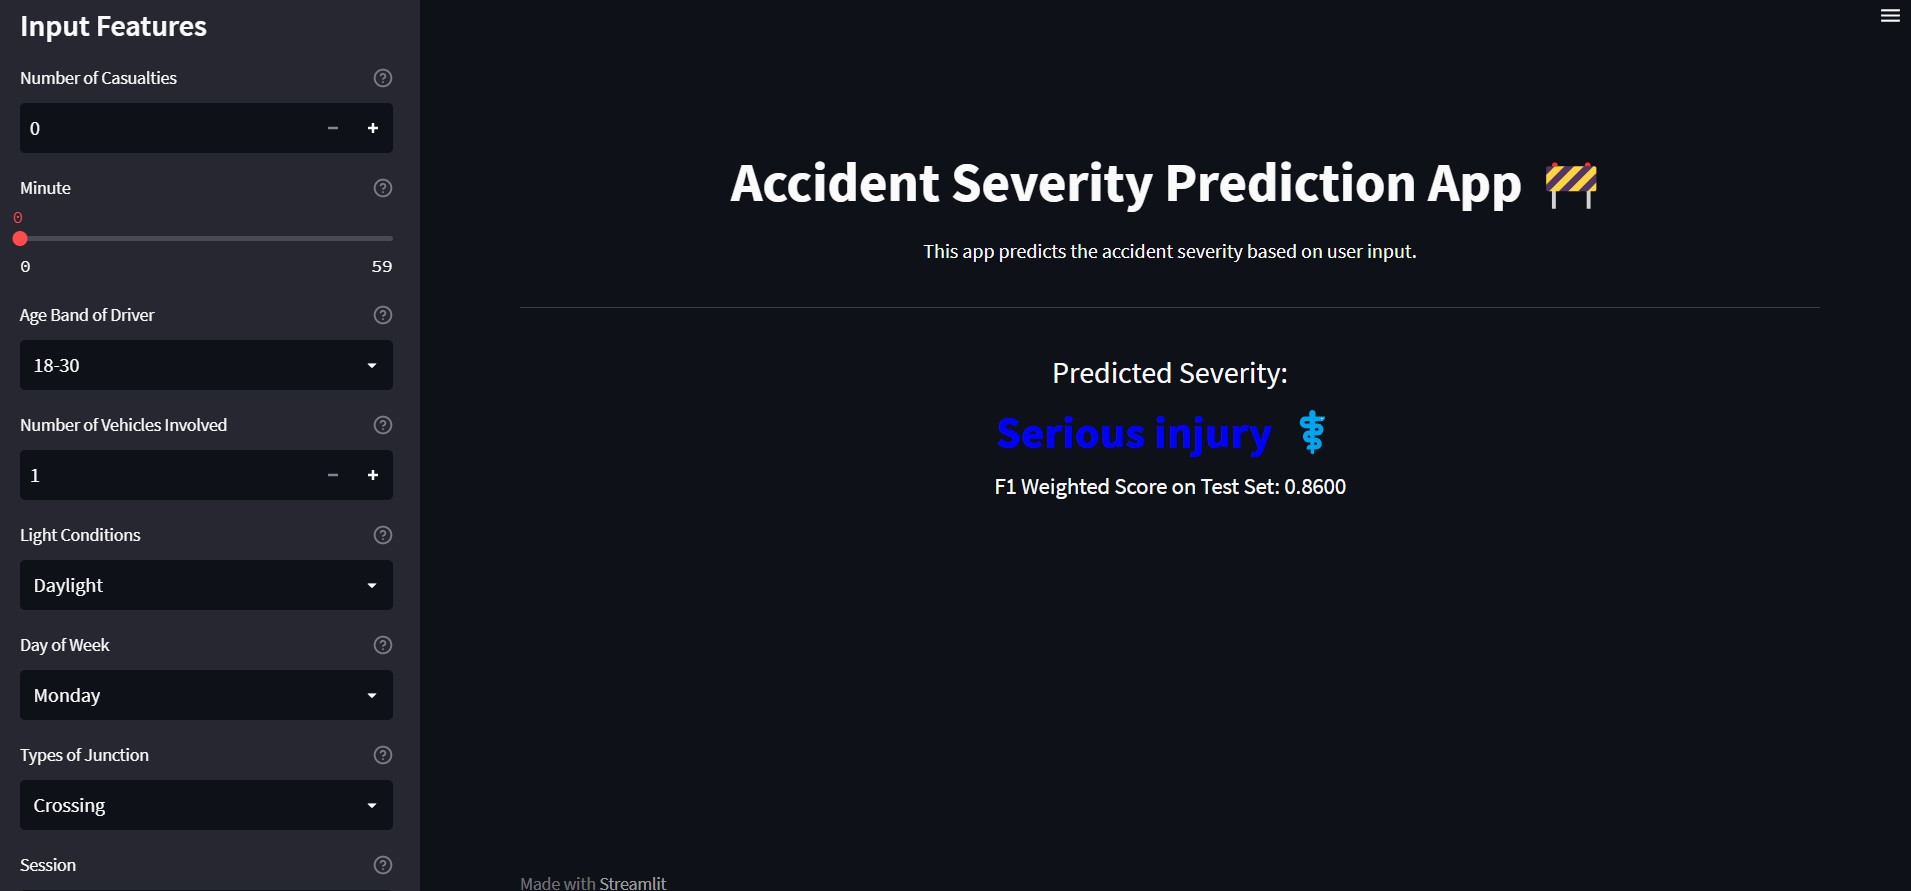 Input Features
Number of Casualties
0
Minute
0
0 59
Age Band of Driver
18-30
Number of Vehicles Involved
1
Light Conditions
Daylight
Day of Week
Monday
Types of Junction
Crossing
Session
Accident Severity Prediction App
This app predicts the accident severity based on user input.
Predicted Severity:
Serious injury
F1 Weighted Score on Test Set: 0.8600
Made with Streamlit